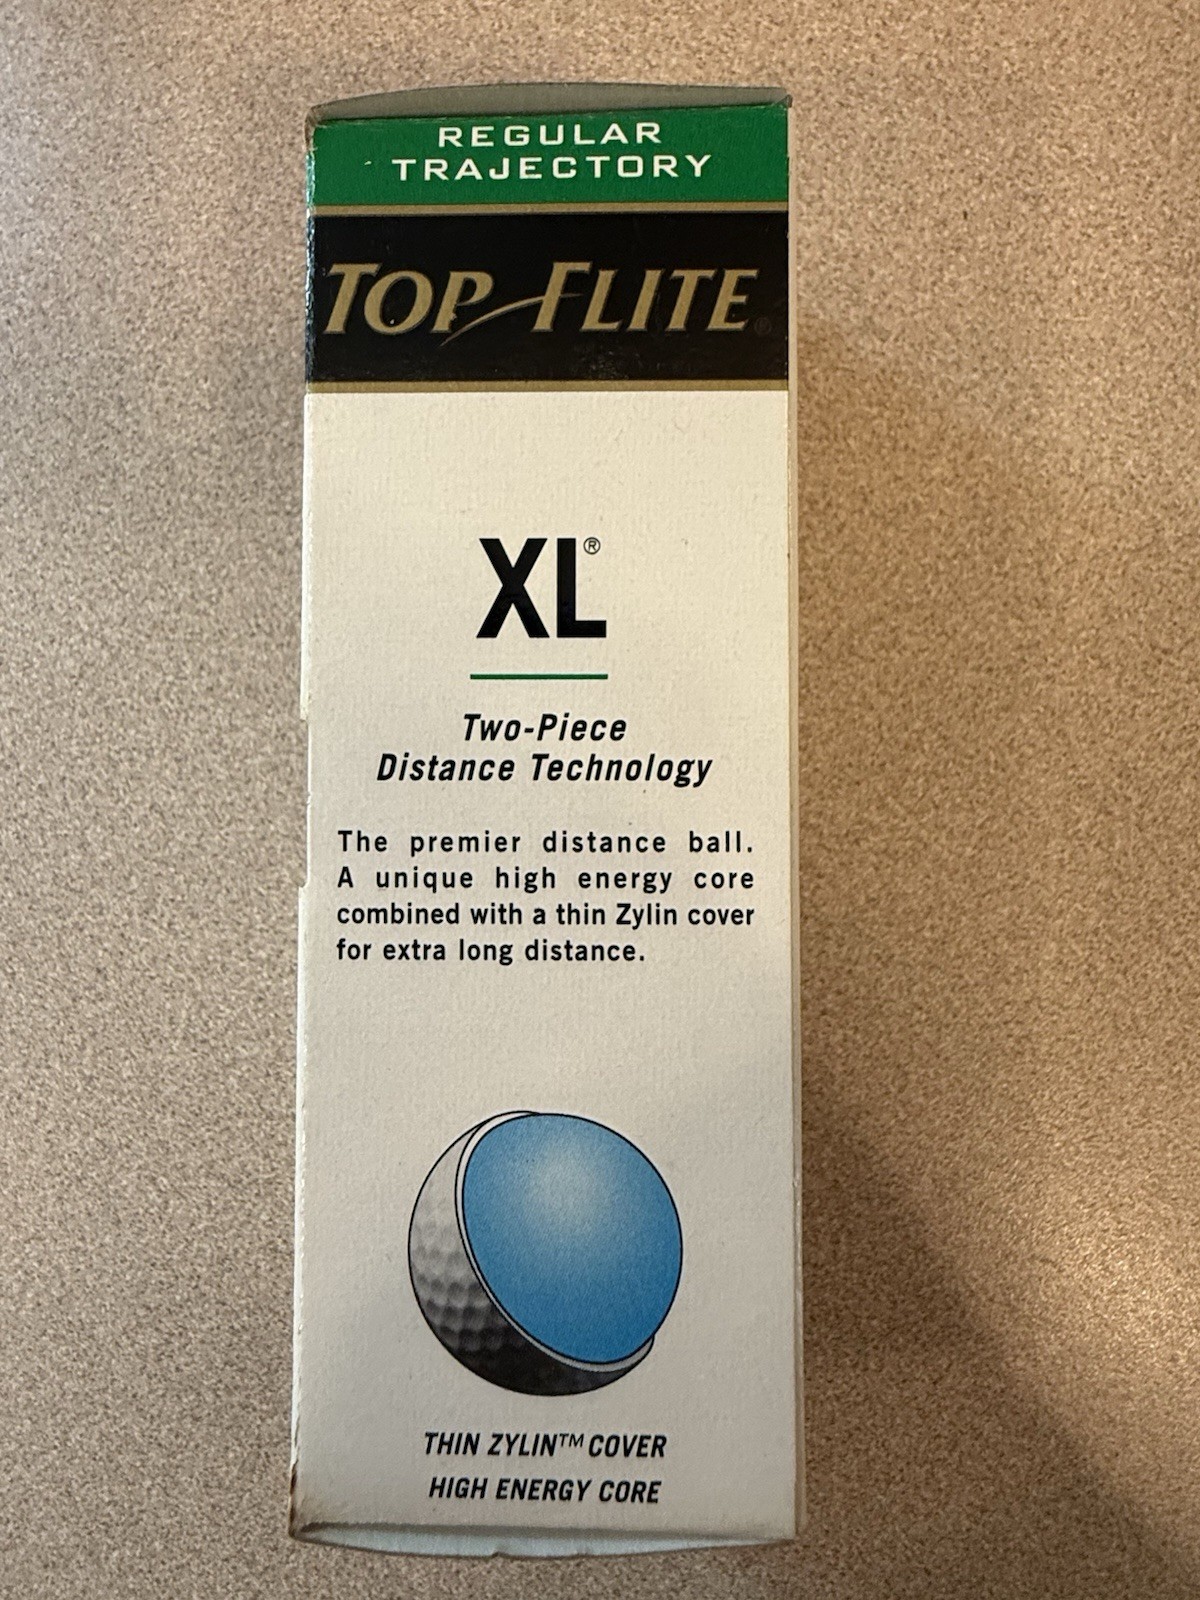 REGULAR
TRAJECTORY
TOP FLITE®
XL®
Two-Piece
Distance Technology
The premier distance ball.
A unique high energy core
combined with a thin Zylin cover
for extra long distance.
THIN ZYLIN™ COVER
HIGH ENERGY CORE